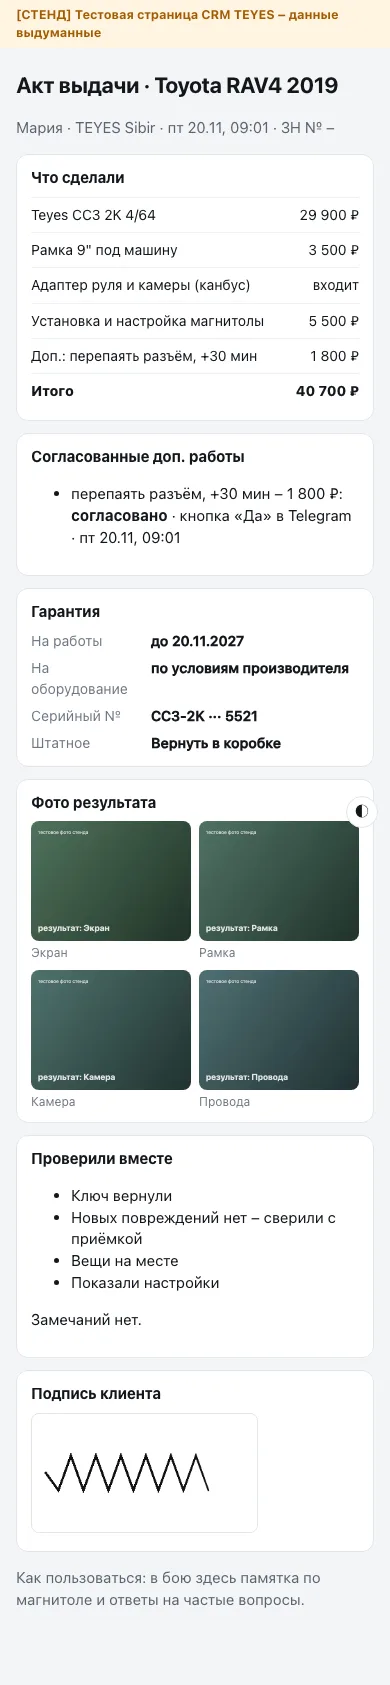 [СТЕНД] Тестовая страница CRM TEYES – данные
выдуманные
Акт выдачи · Toyota RAV4 2019
Мария · TEYES Sibir · пт 20.11, 09:01 · ЗН № –
Что сделали
Teyes CC3 2K 4/64 29 900 ₽
Рамка 9" под машину 3 500 ₽
Адаптер руля и камеры (канбус) входит
Установка и настройка магнитолы 5 500 ₽
Доп.: перепаять разъём, +30 мин 1 800 ₽
Итого 40 700 ₽
Согласованные доп. работы
• перепаять разъём, +30 мин – 1 800 ₽:
согласовано · кнопка «Да» в Telegram
· пт 20.11, 09:01
Гарантия
На работы до 20.11.2027
На по условиям производителя
оборудование
Серийный № CC3-2K ··· 5521
Штатное Вернуть в коробке
Фото результата
тестовое фото стенда тестовое фото стенда
результат: Экран результат: Рамка
Экран Рамка
тестовое фото стенда тестовое фото стенда
результат: Камера результат: Провода
Камера Провода
Проверили вместе
• Ключ вернули
• Новых повреждений нет – сверили с
приёмкой
• Вещи на месте
• Показали настройки
Замечаний нет.
Подпись клиента
Как пользоваться: в бою здесь памятка по
магнитоле и ответы на частые вопросы.